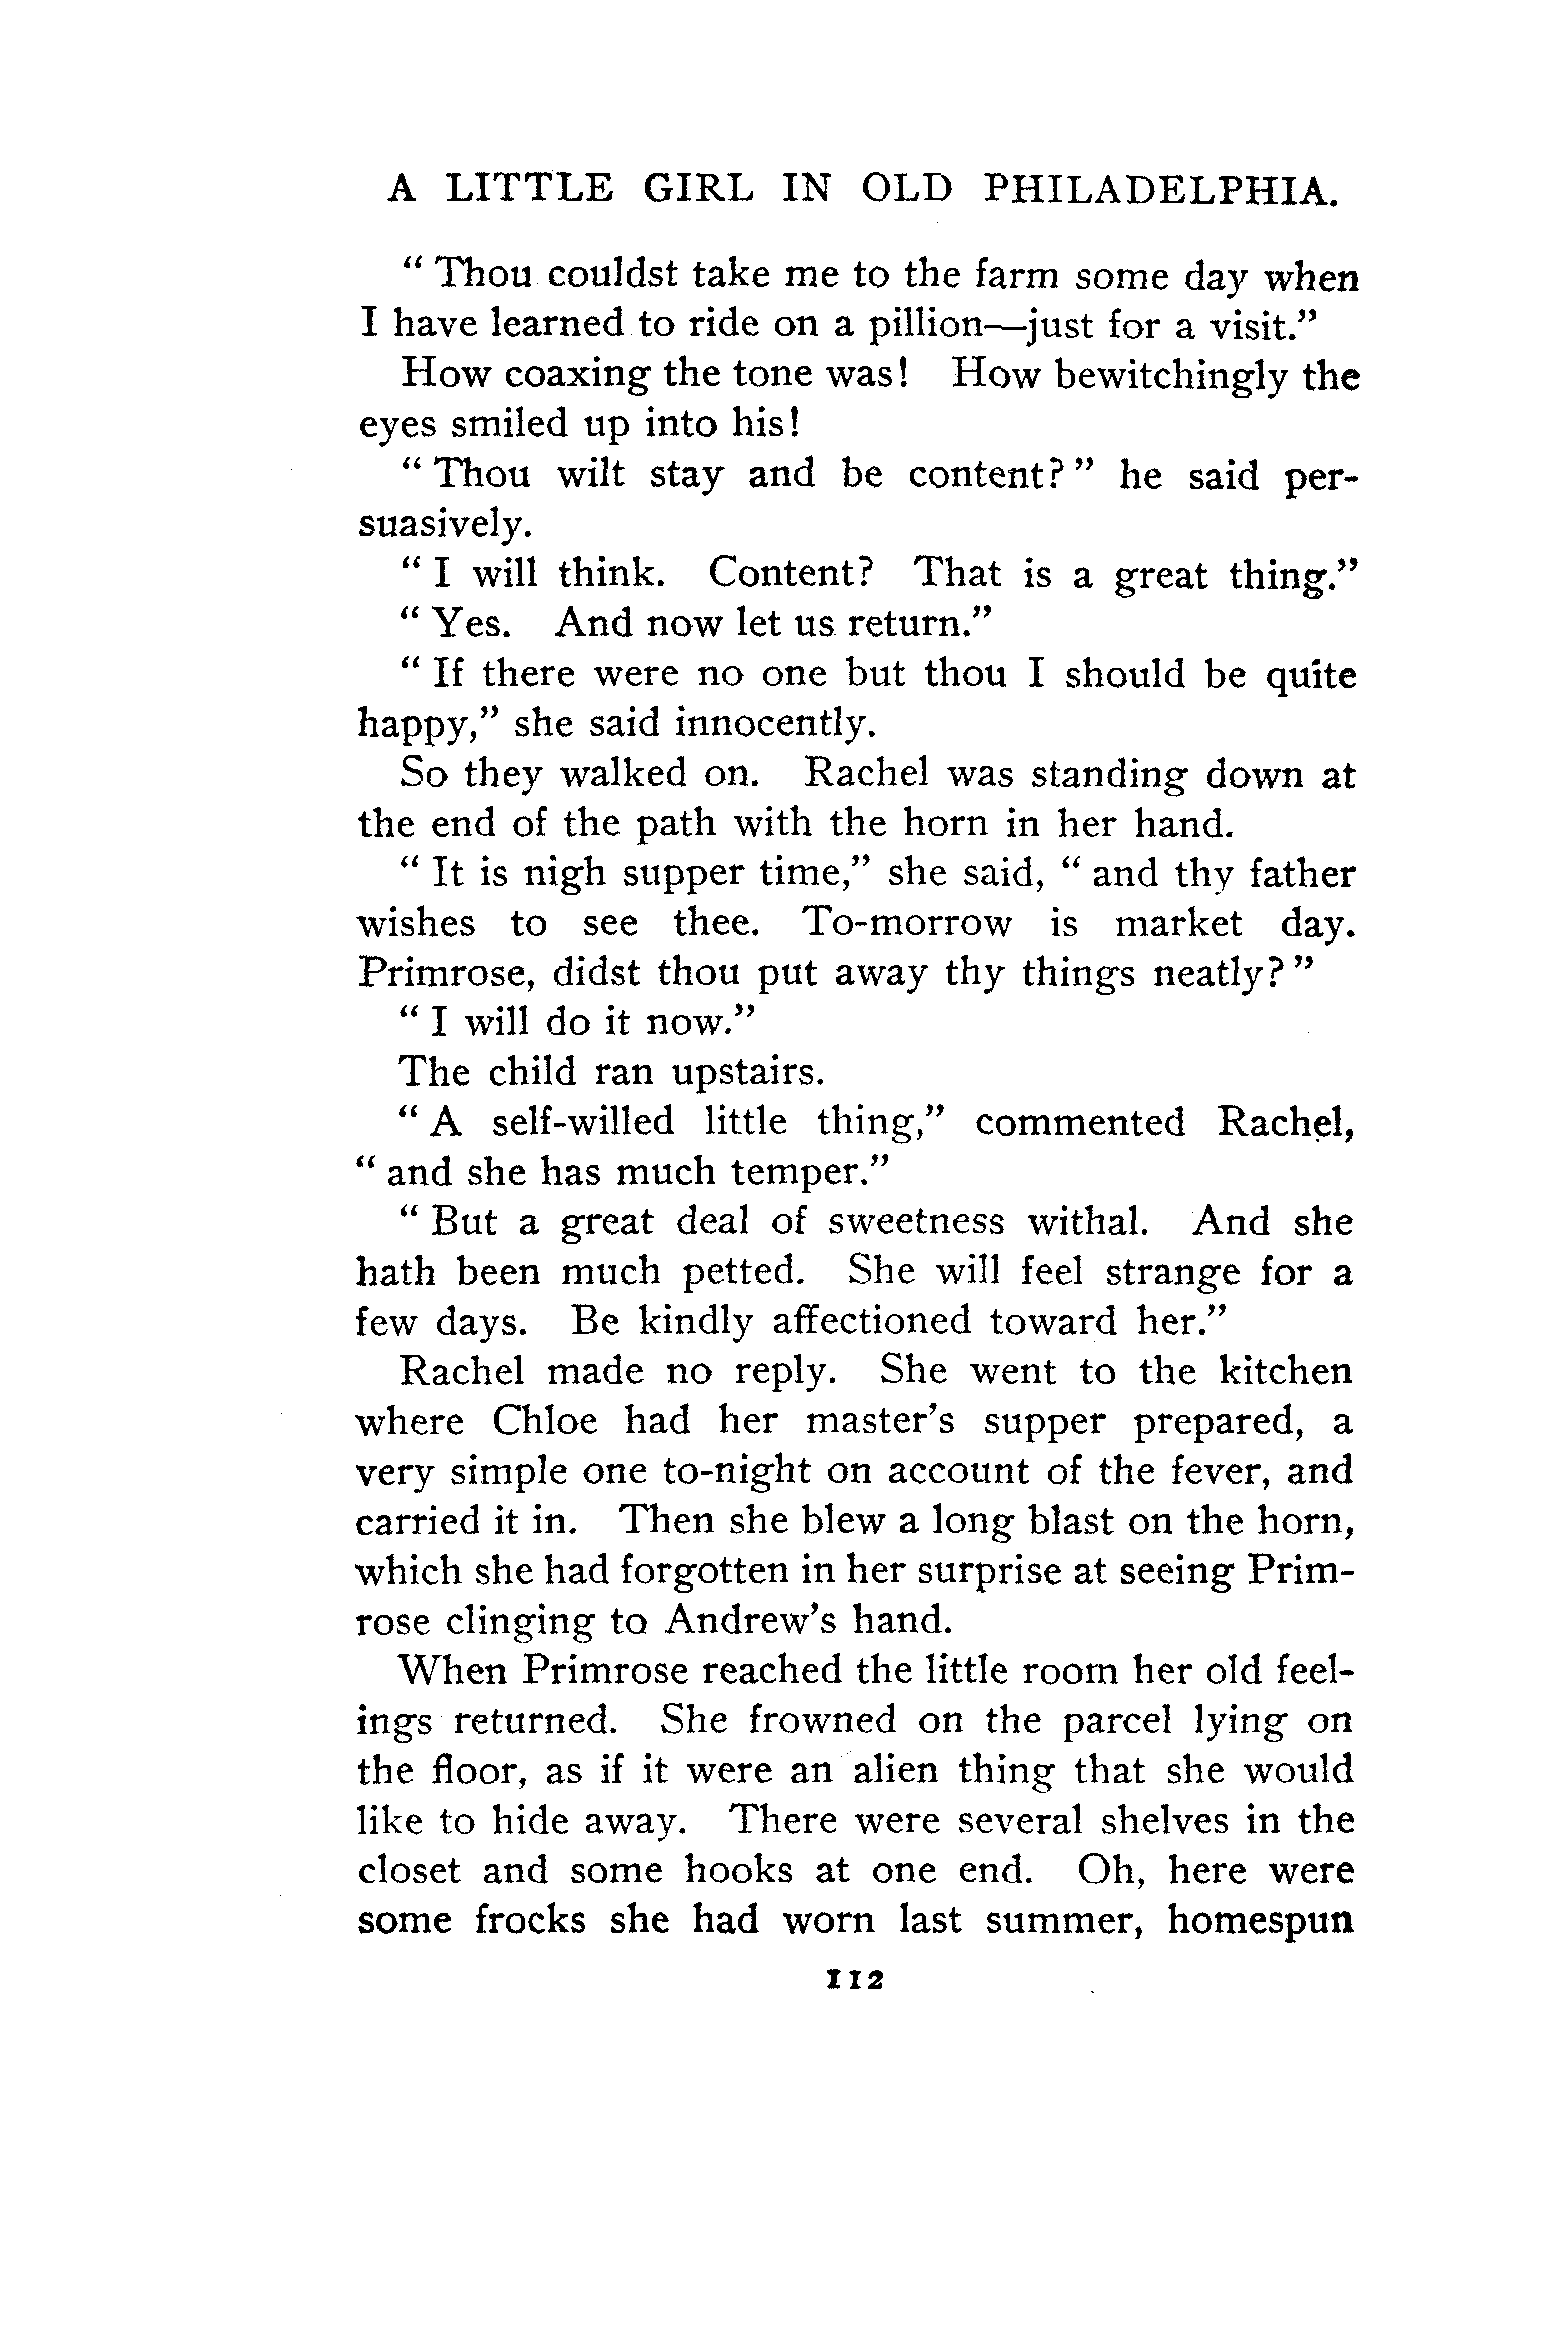 A LITTLE GIRL IN OLD PHILADELPHIA.
“ Thou couldst take me to the farm some day when
I have learned to ride on a pillion—just for a visit.”
How coaxing the tone was! How bewitchingly the
eyes smiled up into his!
“ Thou wilt stay and be content? ” he said per-
suasively.
“ I will think. Content? That is a great thing.”
“ Yes. And now let us return.”
“ If there were no one but thou I should be quite
happy,” she said innocently.
So they walked on. Rachel was standing down at
the end of the path with the horn in her hand.
“ It is nigh supper time,” she said, “ and thy father
wishes to see thee. To-morrow is market day.
Primrose, didst thou put away thy things neatly? ”
“ I will do it now.”
The child ran upstairs.
“ A self-willed little thing,” commented Rachel,
“ and she has much temper.”
“ But a great deal of sweetness withal. And she
hath been much petted. She will feel strange for a
few days. Be kindly affectioned toward her.”
Rachel made no reply. She went to the kitchen
where Chloe had her master’s supper prepared, a
very simple one to-night on account of the fever, and
carried it in. Then she blew a long blast on the horn,
which she had forgotten in her surprise at seeing Prim-
rose clinging to Andrew’s hand.
When Primrose reached the little room her old feel-
ings returned. She frowned on the parcel lying on
the floor, as if it were an alien thing that she would
like to hide away. There were several shelves in the
closet and some hooks at one end. Oh, here were
some frocks she had worn last summer, homespun
112